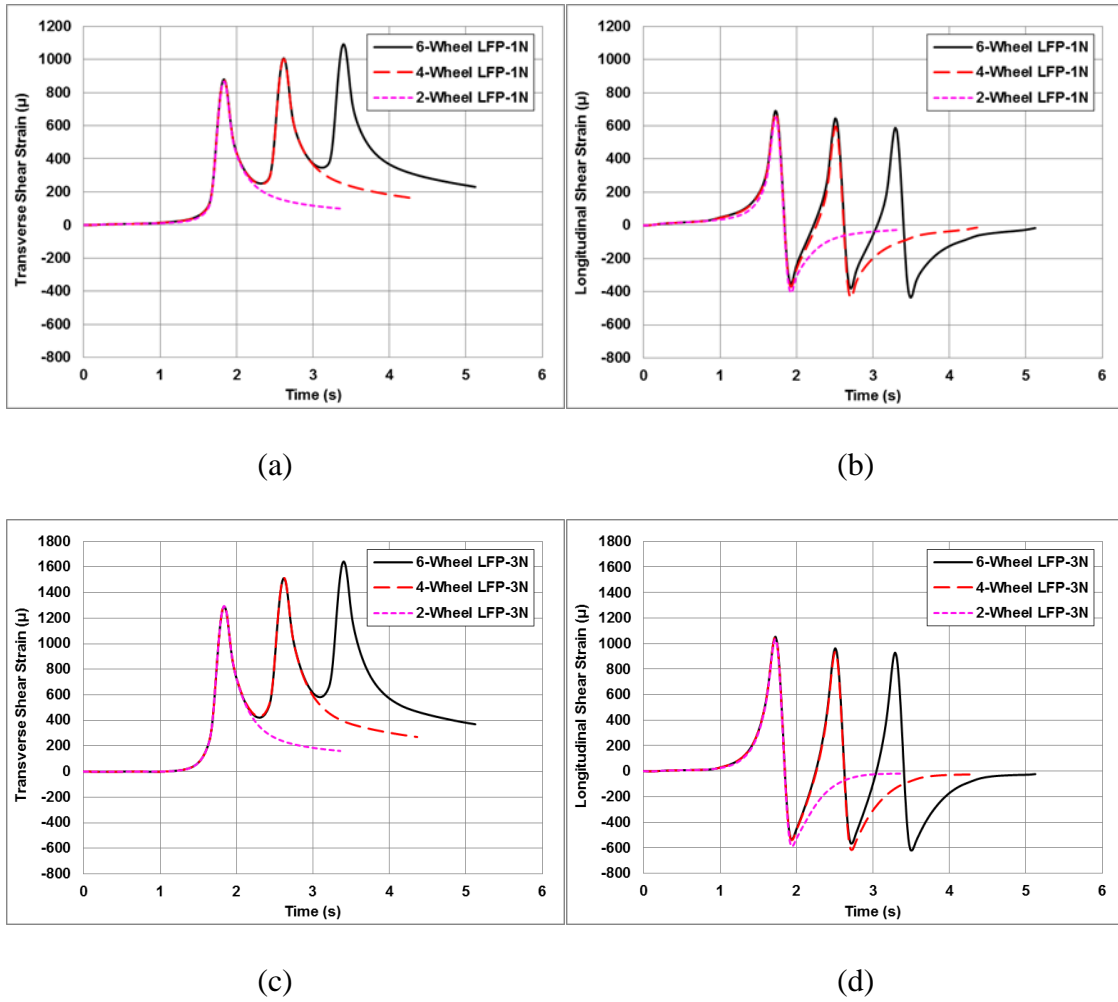 1200
1000
800
600
400
200
0
-200
-400
-600
-800
Transverse Shear Strain (µ)
6-Wheel LFP-1N
4-Wheel LFP-1N
2-Wheel LFP-1N
0 1 2 3 4 5 6
Time (s)
1200
1000
800
600
400
200
0
-200
-400
-600
-800
Longitudinal Shear Strain (µ)
6-Wheel LFP-1N
4-Wheel LFP-1N
2-Wheel LFP-1N
0 1 2 3 4 5 6
Time (s)
(a)
(b)
1800
1600
1400
1200
1000
800
600
400
200
0
-200
-400
-600
-800
Transverse Shear Strain (µ)
6-Wheel LFP-3N
4-Wheel LFP-3N
2-Wheel LFP-3N
0 1 2 3 4 5 6
Time (s)
1800
1600
1400
1200
1000
800
600
400
200
0
-200
-400
-600
-800
Longitudinal Shear Strain (µ)
6-Wheel LFP-3N
4-Wheel LFP-3N
2-Wheel LFP-3N
0 1 2 3 4 5 6
Time (s)
(c)
(d)